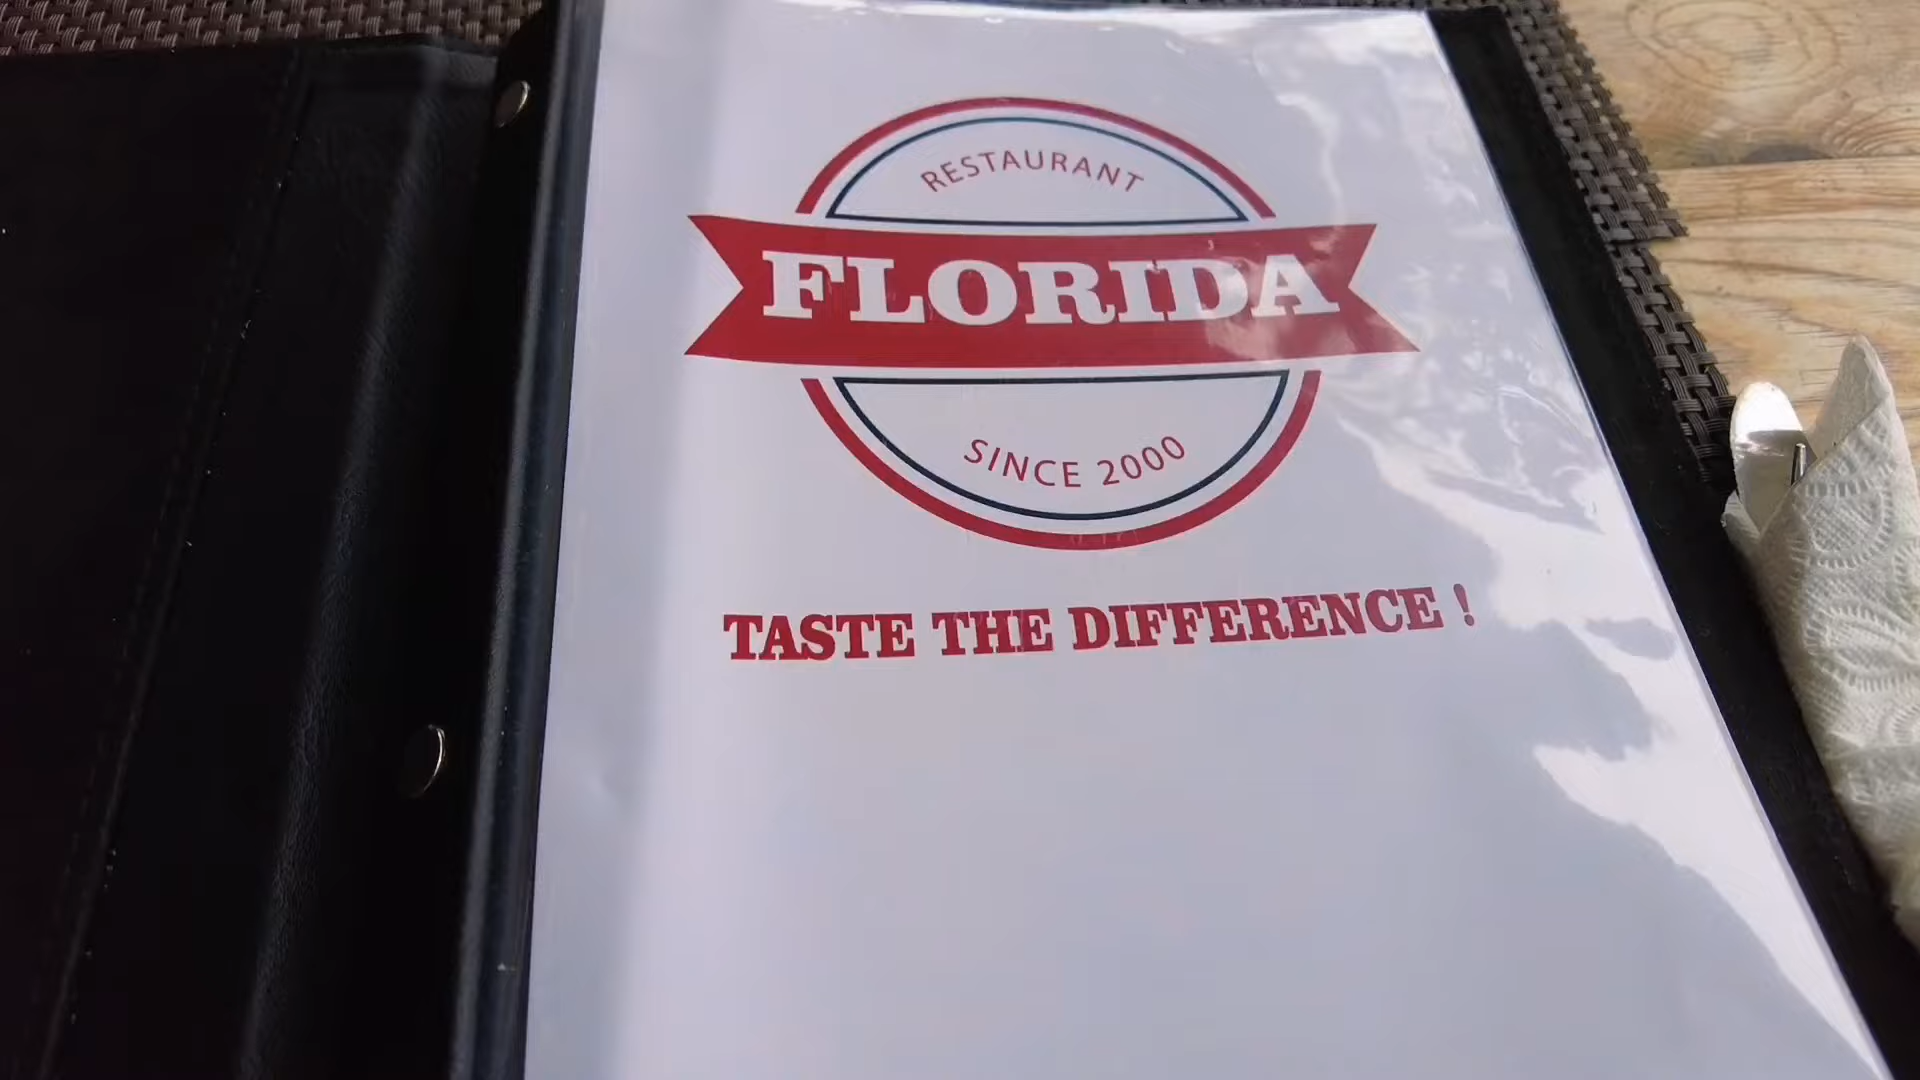 RESTAURANT
FLORIDA
SINCE 2000
TASTE THE DIFFERENCE !